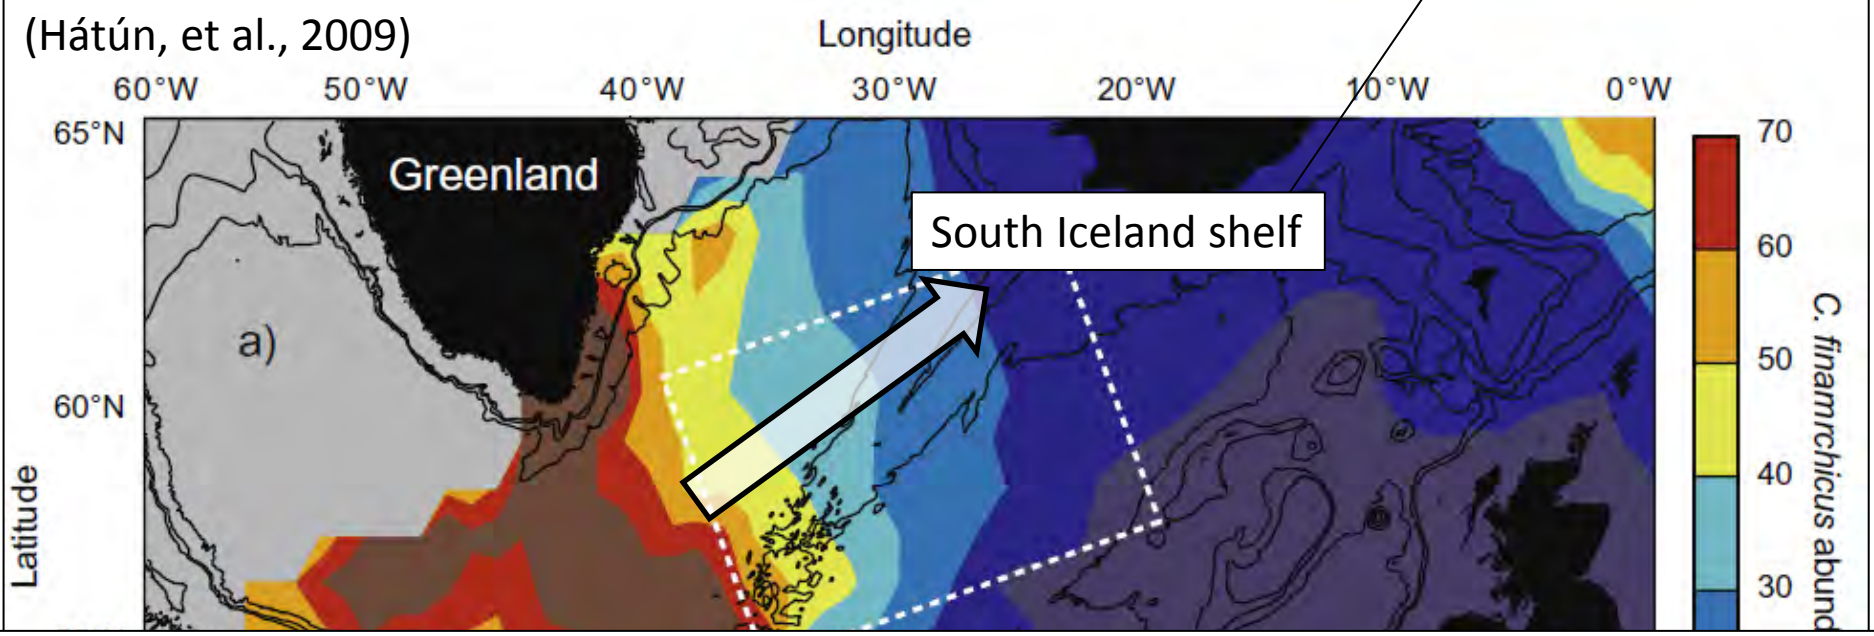 (Hátún, et al., 2009)
Longitude
60°W 50°W 40°W 30°W 20°W 10°W 0°W
65°N
70
Greenland
South Iceland shelf
60
a)
50
60°N
40
30
Latitude
C. finamrchicus abund